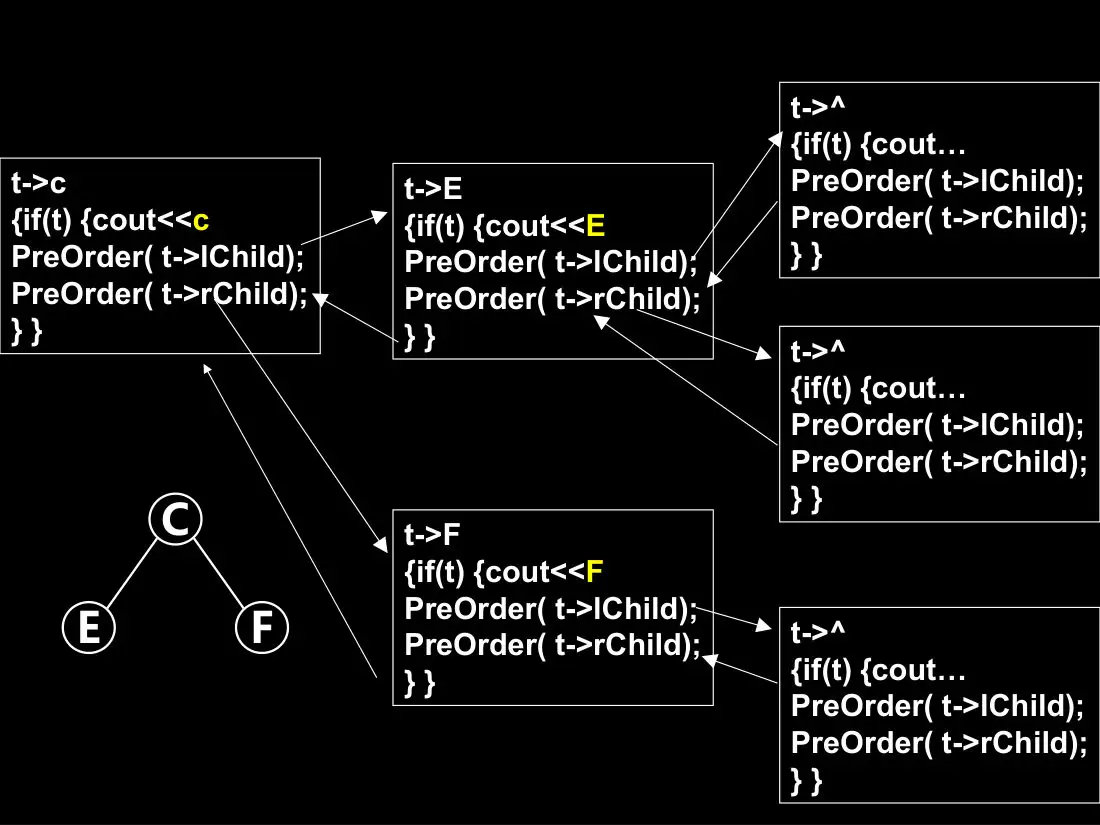 t->c
{if(t) {cout<<c
PreOrder( t->lChild);
PreOrder( t->rChild);
} }
t->E
{if(t) {cout<<E
PreOrder( t->lChild);
PreOrder( t->rChild);
} }
t->^
{if(t) {cout…
PreOrder( t->lChild);
PreOrder( t->rChild);
} }
t->^
{if(t) {cout…
PreOrder( t->lChild);
PreOrder( t->rChild);
} }
C
E
F
t->F
{if(t) {cout<<F
PreOrder( t->lChild);
PreOrder( t->rChild);
} }
t->^
{if(t) {cout…
PreOrder( t->lChild);
PreOrder( t->rChild);
} }